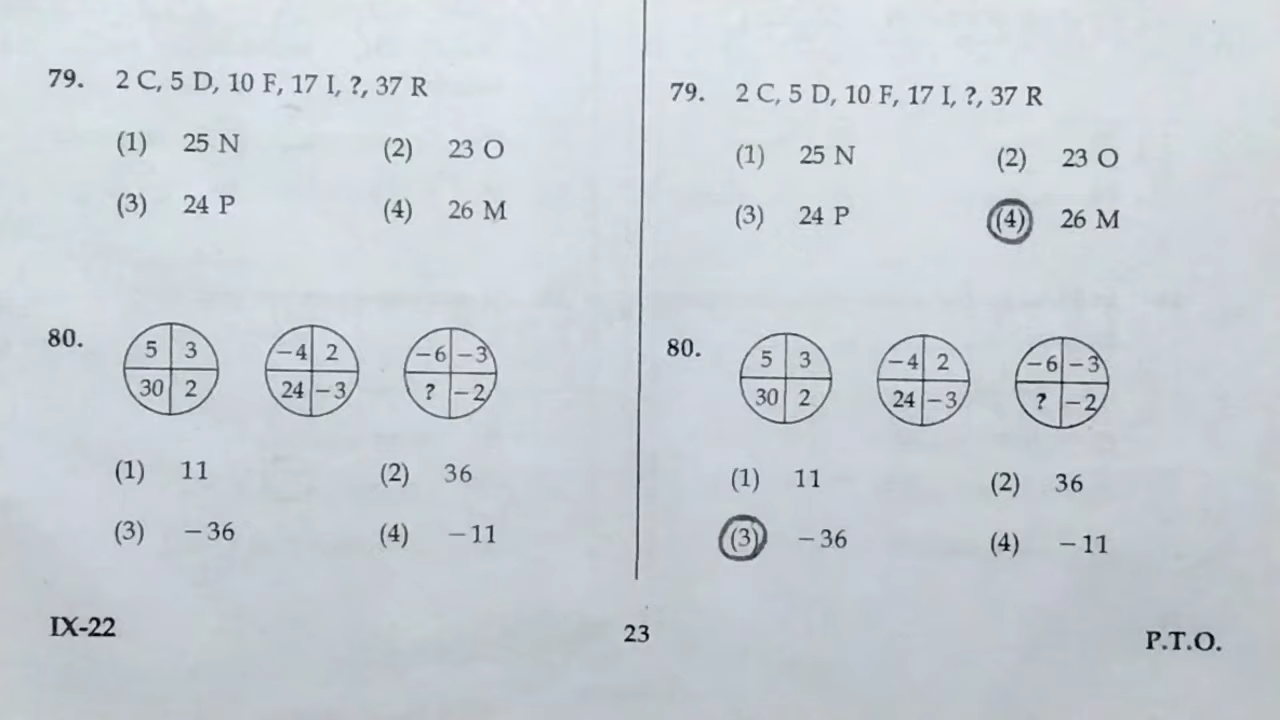 79. 2 C, 5 D, 10 F, 17 I, ?, 37 R
(1) 25 N (2) 23 O
(3) 24 P (4) 26 M
80.
5 3
30 2
−4 2
24 −3
−6 −3
? −2
(1) 11 (2) 36
(3) −36 (4) −11
79. 2 C, 5 D, 10 F, 17 I, ?, 37 R
(1) 25 N (2) 23 O
(3) 24 P (4) 26 M
80.
5 3
30 2
−4 2
24 −3
−6 −3
? −2
(1) 11 (2) 36
(3) −36 (4) −11
IX-22 23 P.T.O.